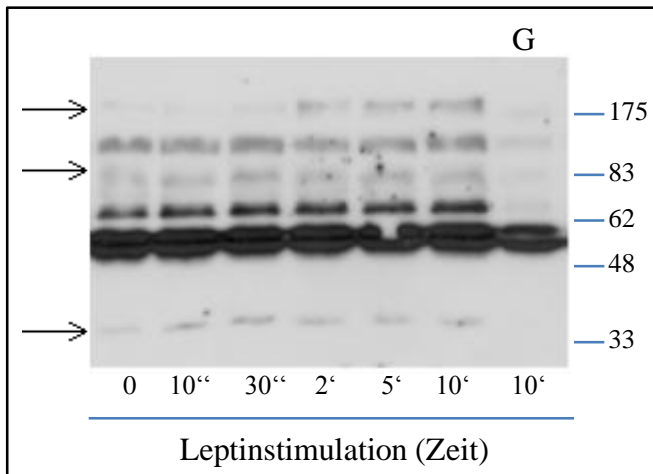 G
175
83
62
48
33
0 10“ 30“ 2‘ 5‘ 10‘ 10‘
Leptinstimulation (Zeit)